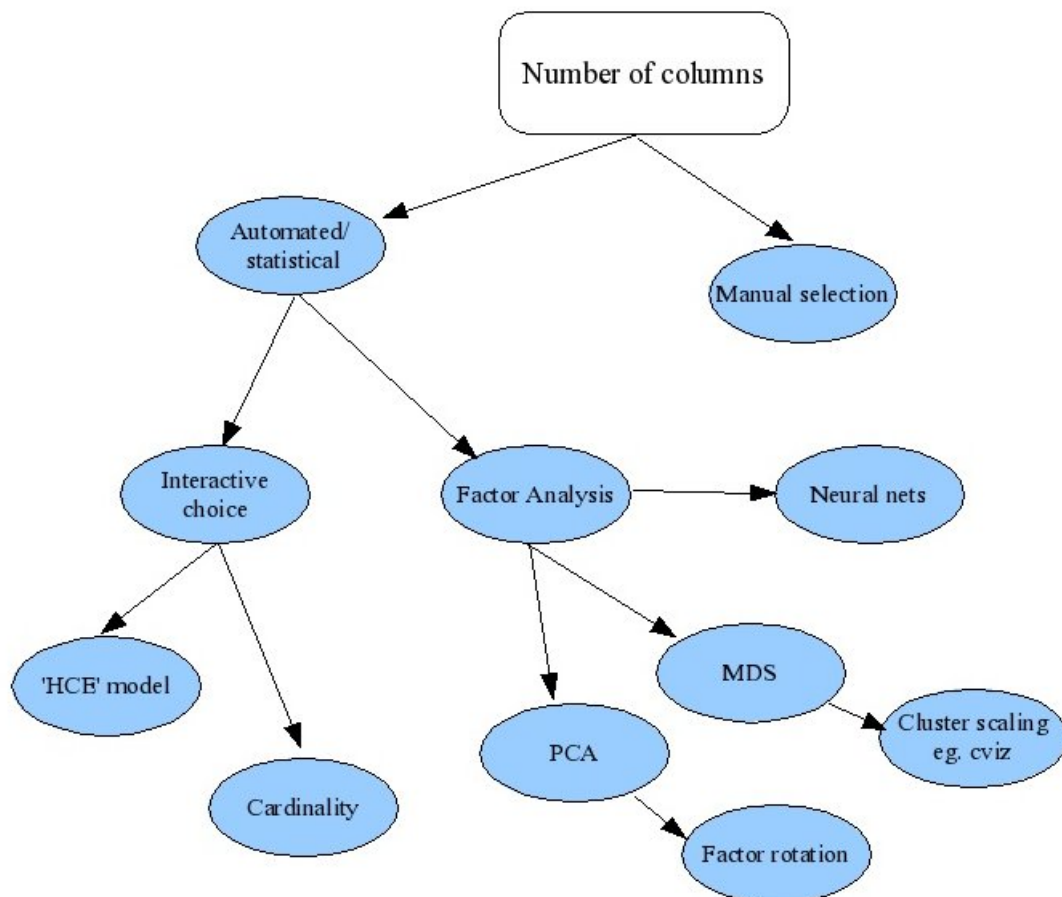 Number of columns
Automated/
statistical
Manual selection
Interactive
choice
Factor Analysis
Neural nets
'HCE' model
MDS
Cluster scaling
eg. cviz
PCA
Cardinality
Factor rotation